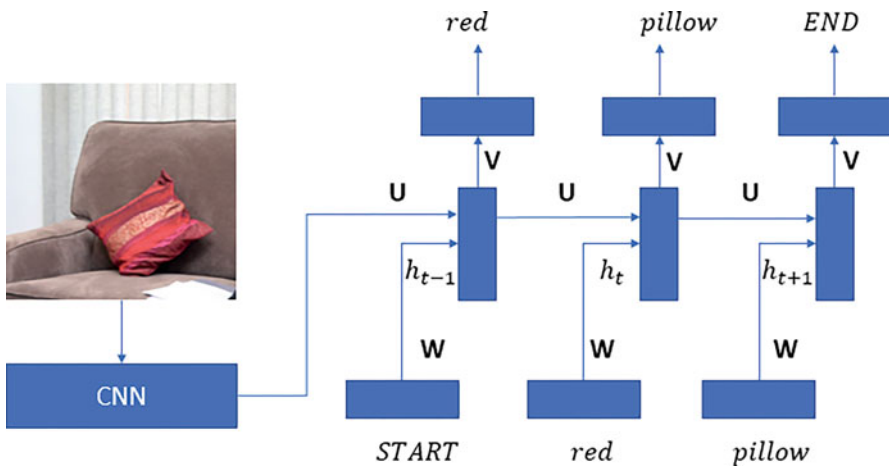 red pillow END
V V V
U U U
h_{t-1} h_t h_{t+1}
W W W
CNN
START red pillow